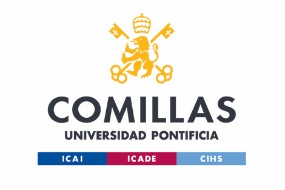 COMILLAS
UNIVERSIDAD PONTIFICIA
ICAI ICADE CIHS